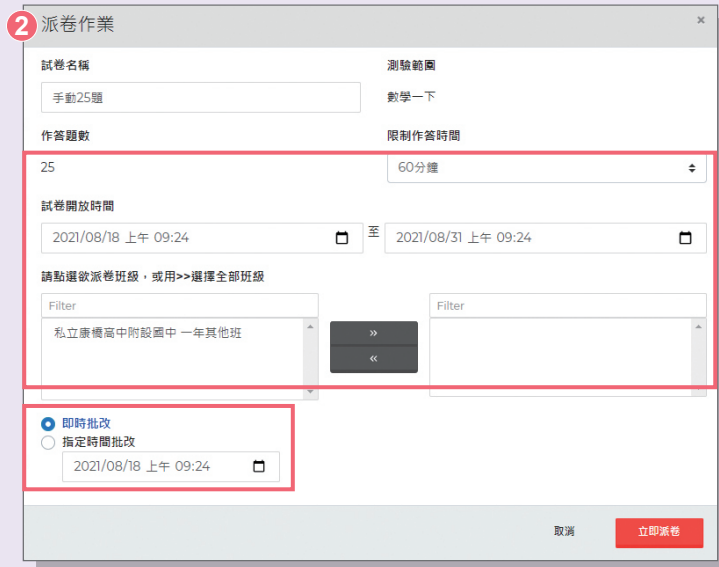 2 派卷作業 ×
試卷名稱 測驗範圍
手動25題 數學一下
作答題數 限制作答時間
25 60分鐘
試卷開放時間
2021/08/18 上午 09:24 至 2021/08/31 上午 09:24
請點選欲派卷班級，或用>>選擇全部班級
Filter Filter
私立康橋高中附設國中 一年其他班
»
«
即時批改
指定時間批改
2021/08/18 上午 09:24
取消 立即派卷